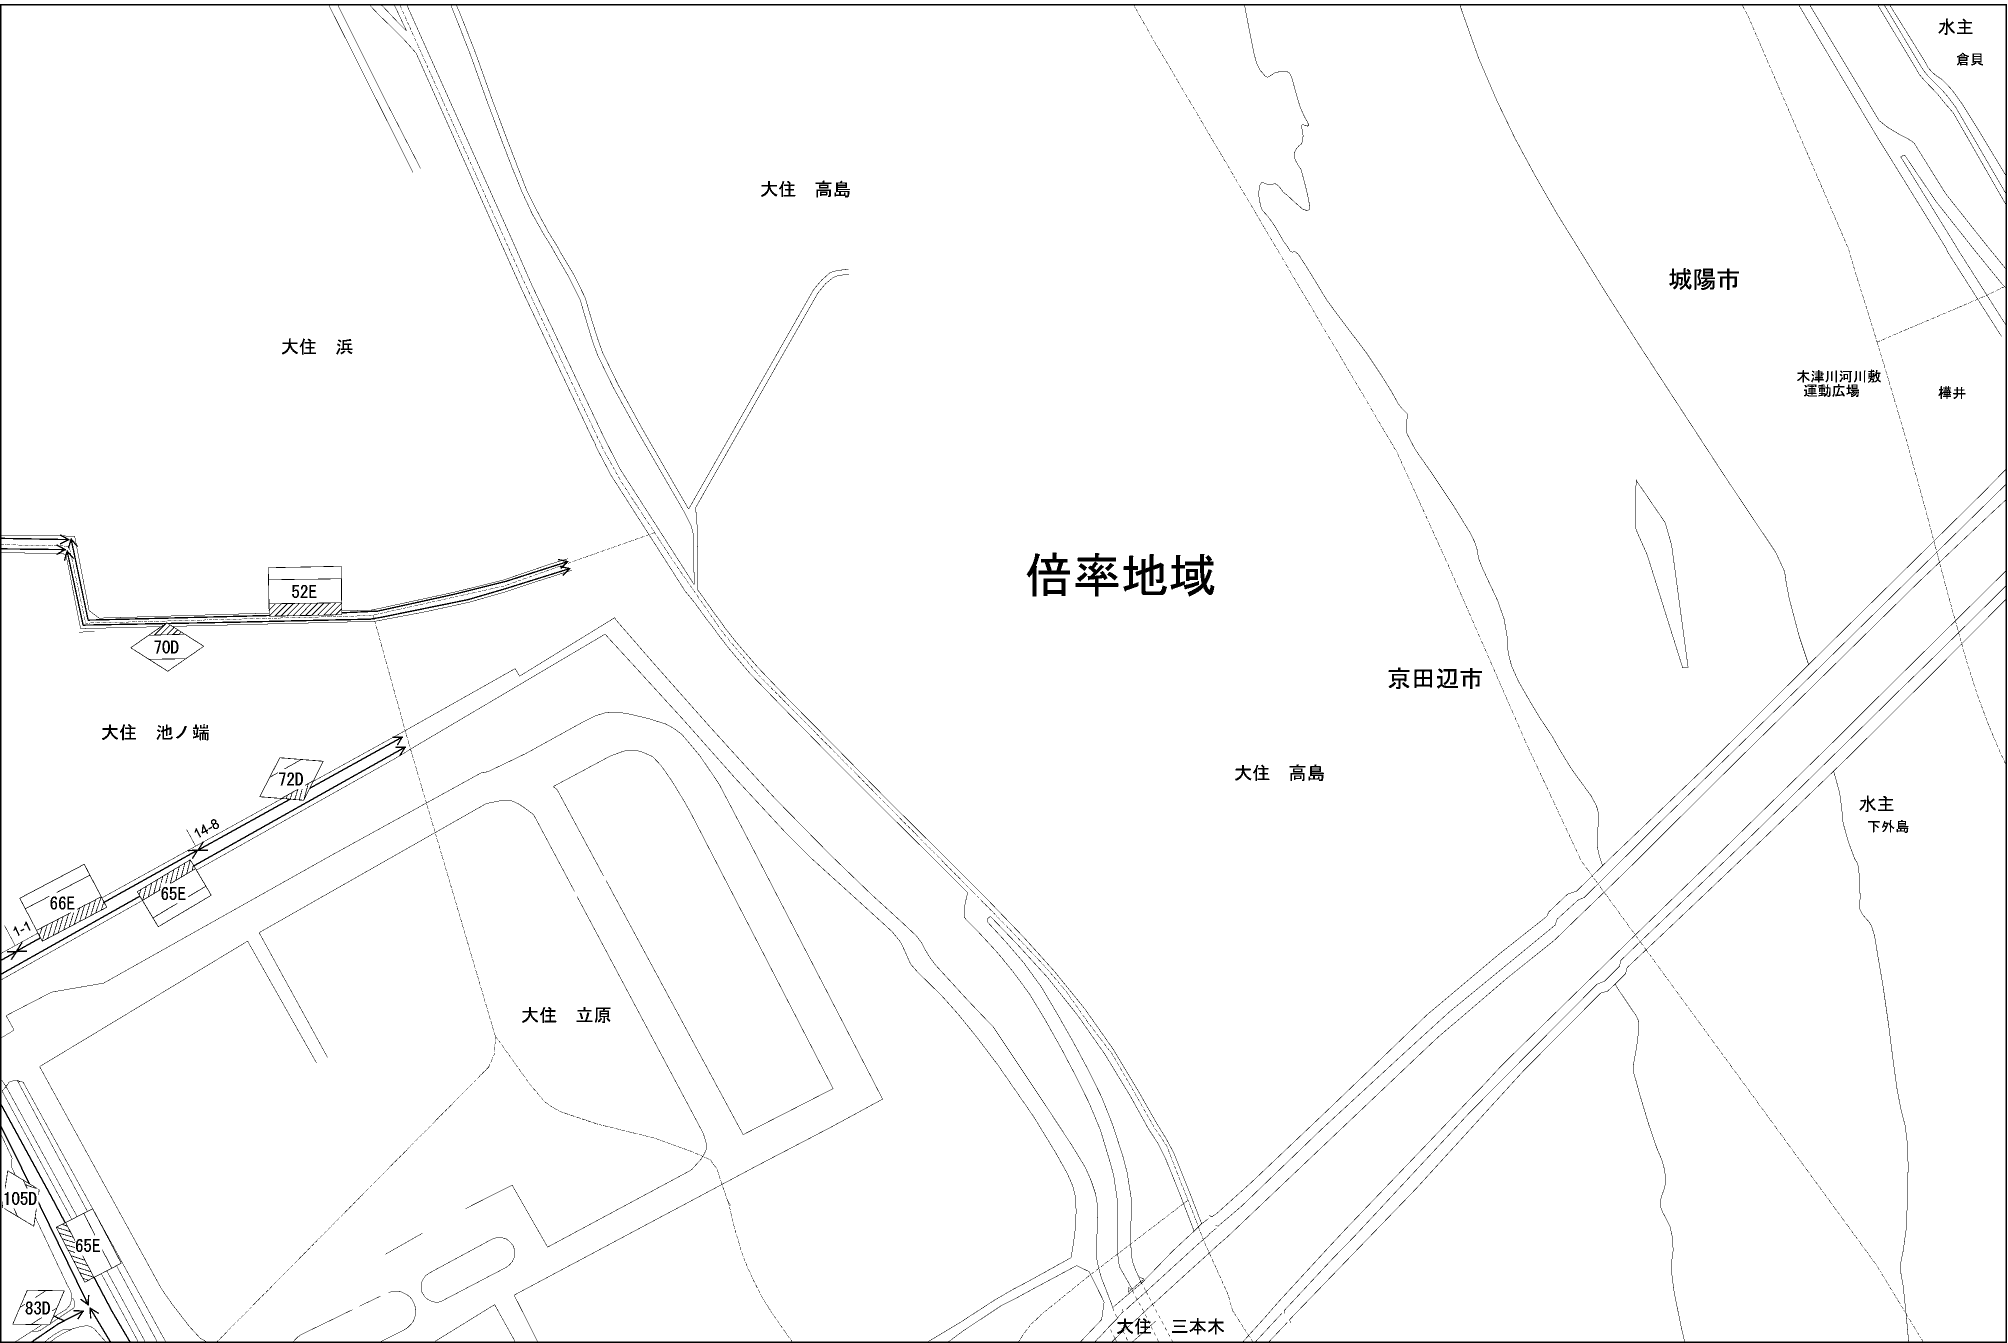 水主
倉貝
大住　高島
城陽市
大住　浜
木津川河川敷
運動広場
樺井
倍率地域
52E
70D
京田辺市
大住　池ノ端
72D
大住　高島
水主
下外島
14-8
66E
65E
1-1
大住　立原
105D
65E
83D
大住　三本木